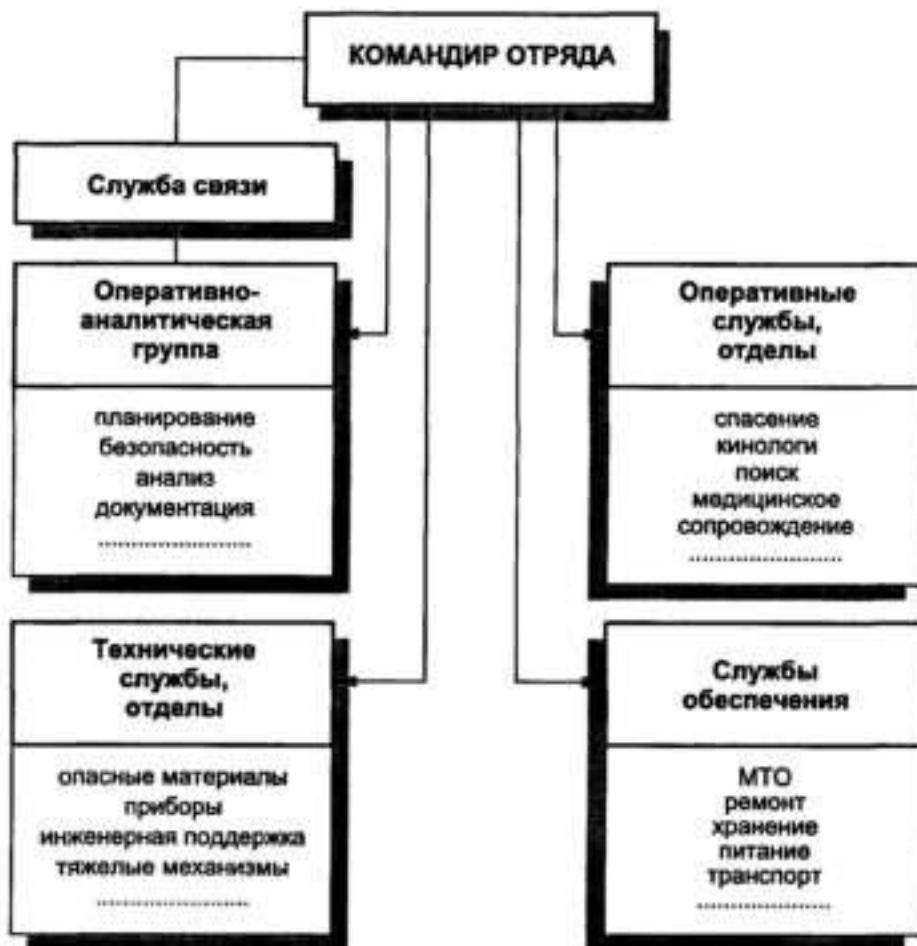 КОМАНДИР ОТРЯДА
Служба связи
Оперативно-
аналитическая
группа
планирование
безопасность
анализ
документация
........................
Оперативные
службы,
отделы
спасение
кинологи
поиск
медицинское
сопровождение
........................
Технические
службы,
отделы
опасные материалы
приборы
инженерная поддержка
тяжелые механизмы
........................
Службы
обеспечения
МТО
ремонт
хранение
питание
транспорт
........................